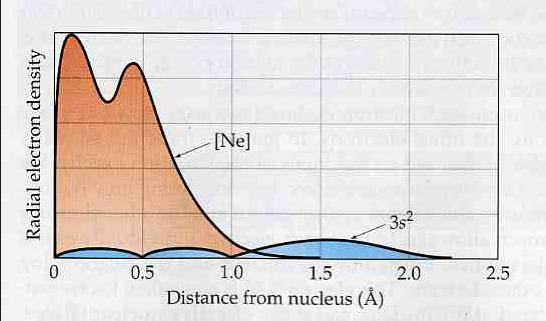 Radial electron density
[Ne]
3s²
0 0.5 1.0 1.5 2.0 2.5
Distance from nucleus (Å)